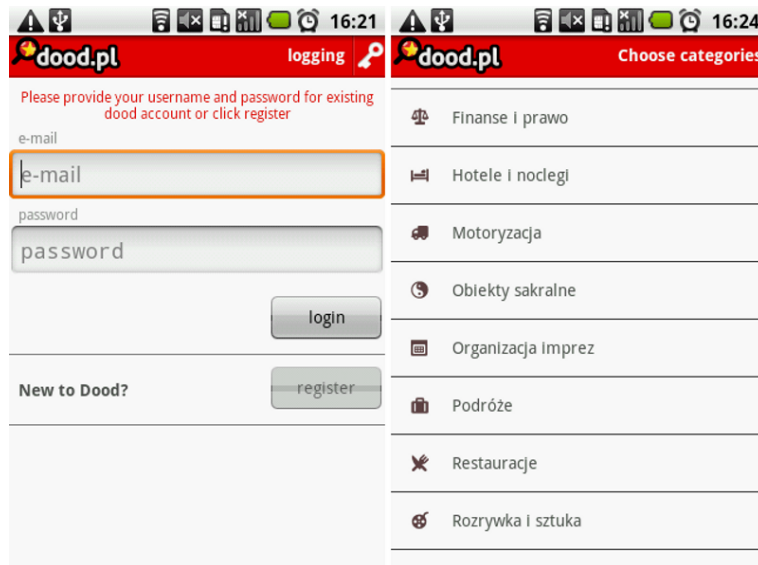 16:21
dood.pl
logging
Please provide your username and password for existing
dood account or click register
e-mail
e-mail
password
password
login
New to Dood?
register
16:24
dood.pl
Choose categories
Finanse i prawo
Hotele i noclegi
Motoryzacja
Obiekty sakralne
Organizacja imprez
Podróże
Restauracje
Rozrywka i sztuka